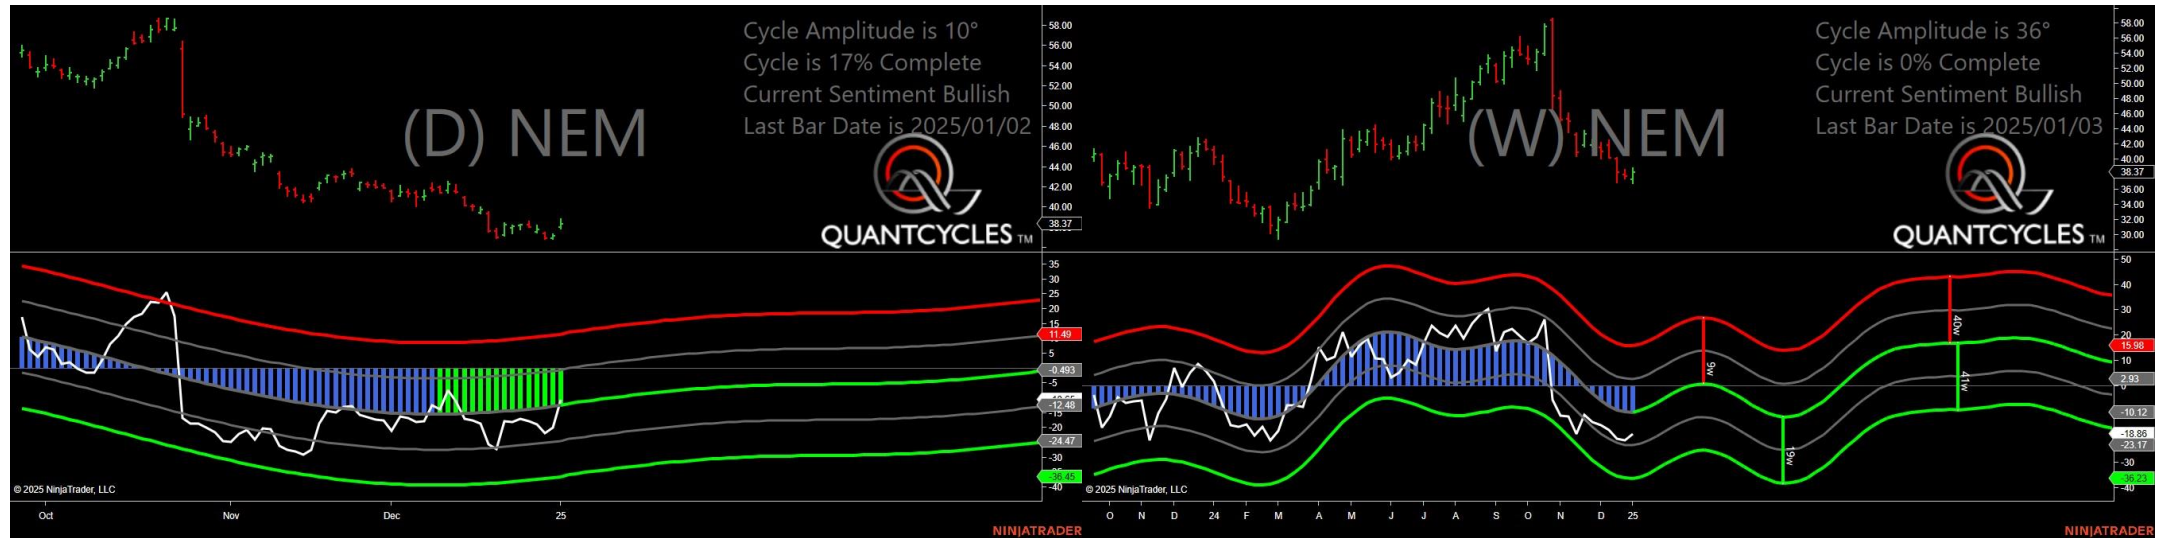 Cycle Amplitude is 10°
Cycle is 17% Complete
Current Sentiment Bullish
Last Bar Date is 2025/01/02
(D) NEM
QUANTCYCLES TM
58.00
56.00
54.00
52.00
50.00
48.00
46.00
44.00
42.00
40.00
38.37
35
30
25
20
15
11.49
5
-0.493
-5
-12.48
-15
-20
-24.47
-30
-36.45
-40
© 2025 NinjaTrader, LLC
Oct Nov Dec 25
NINJATRADER
Cycle Amplitude is 36°
Cycle is 0% Complete
Current Sentiment Bullish
Last Bar Date is 2025/01/03
(W) NEM
QUANTCYCLES TM
58.00
56.00
54.00
52.00
50.00
48.00
46.00
44.00
42.00
40.00
38.37
36.00
34.00
32.00
30.00
50
40
30
20
15.98
10
2.93
-10.12
-18.86
-23.17
-30
-36.23
-40
9w
19w
40w
41w
© 2025 NinjaTrader, LLC
O N D 24 F M A M J J A S O N D 25
NINJATRADER